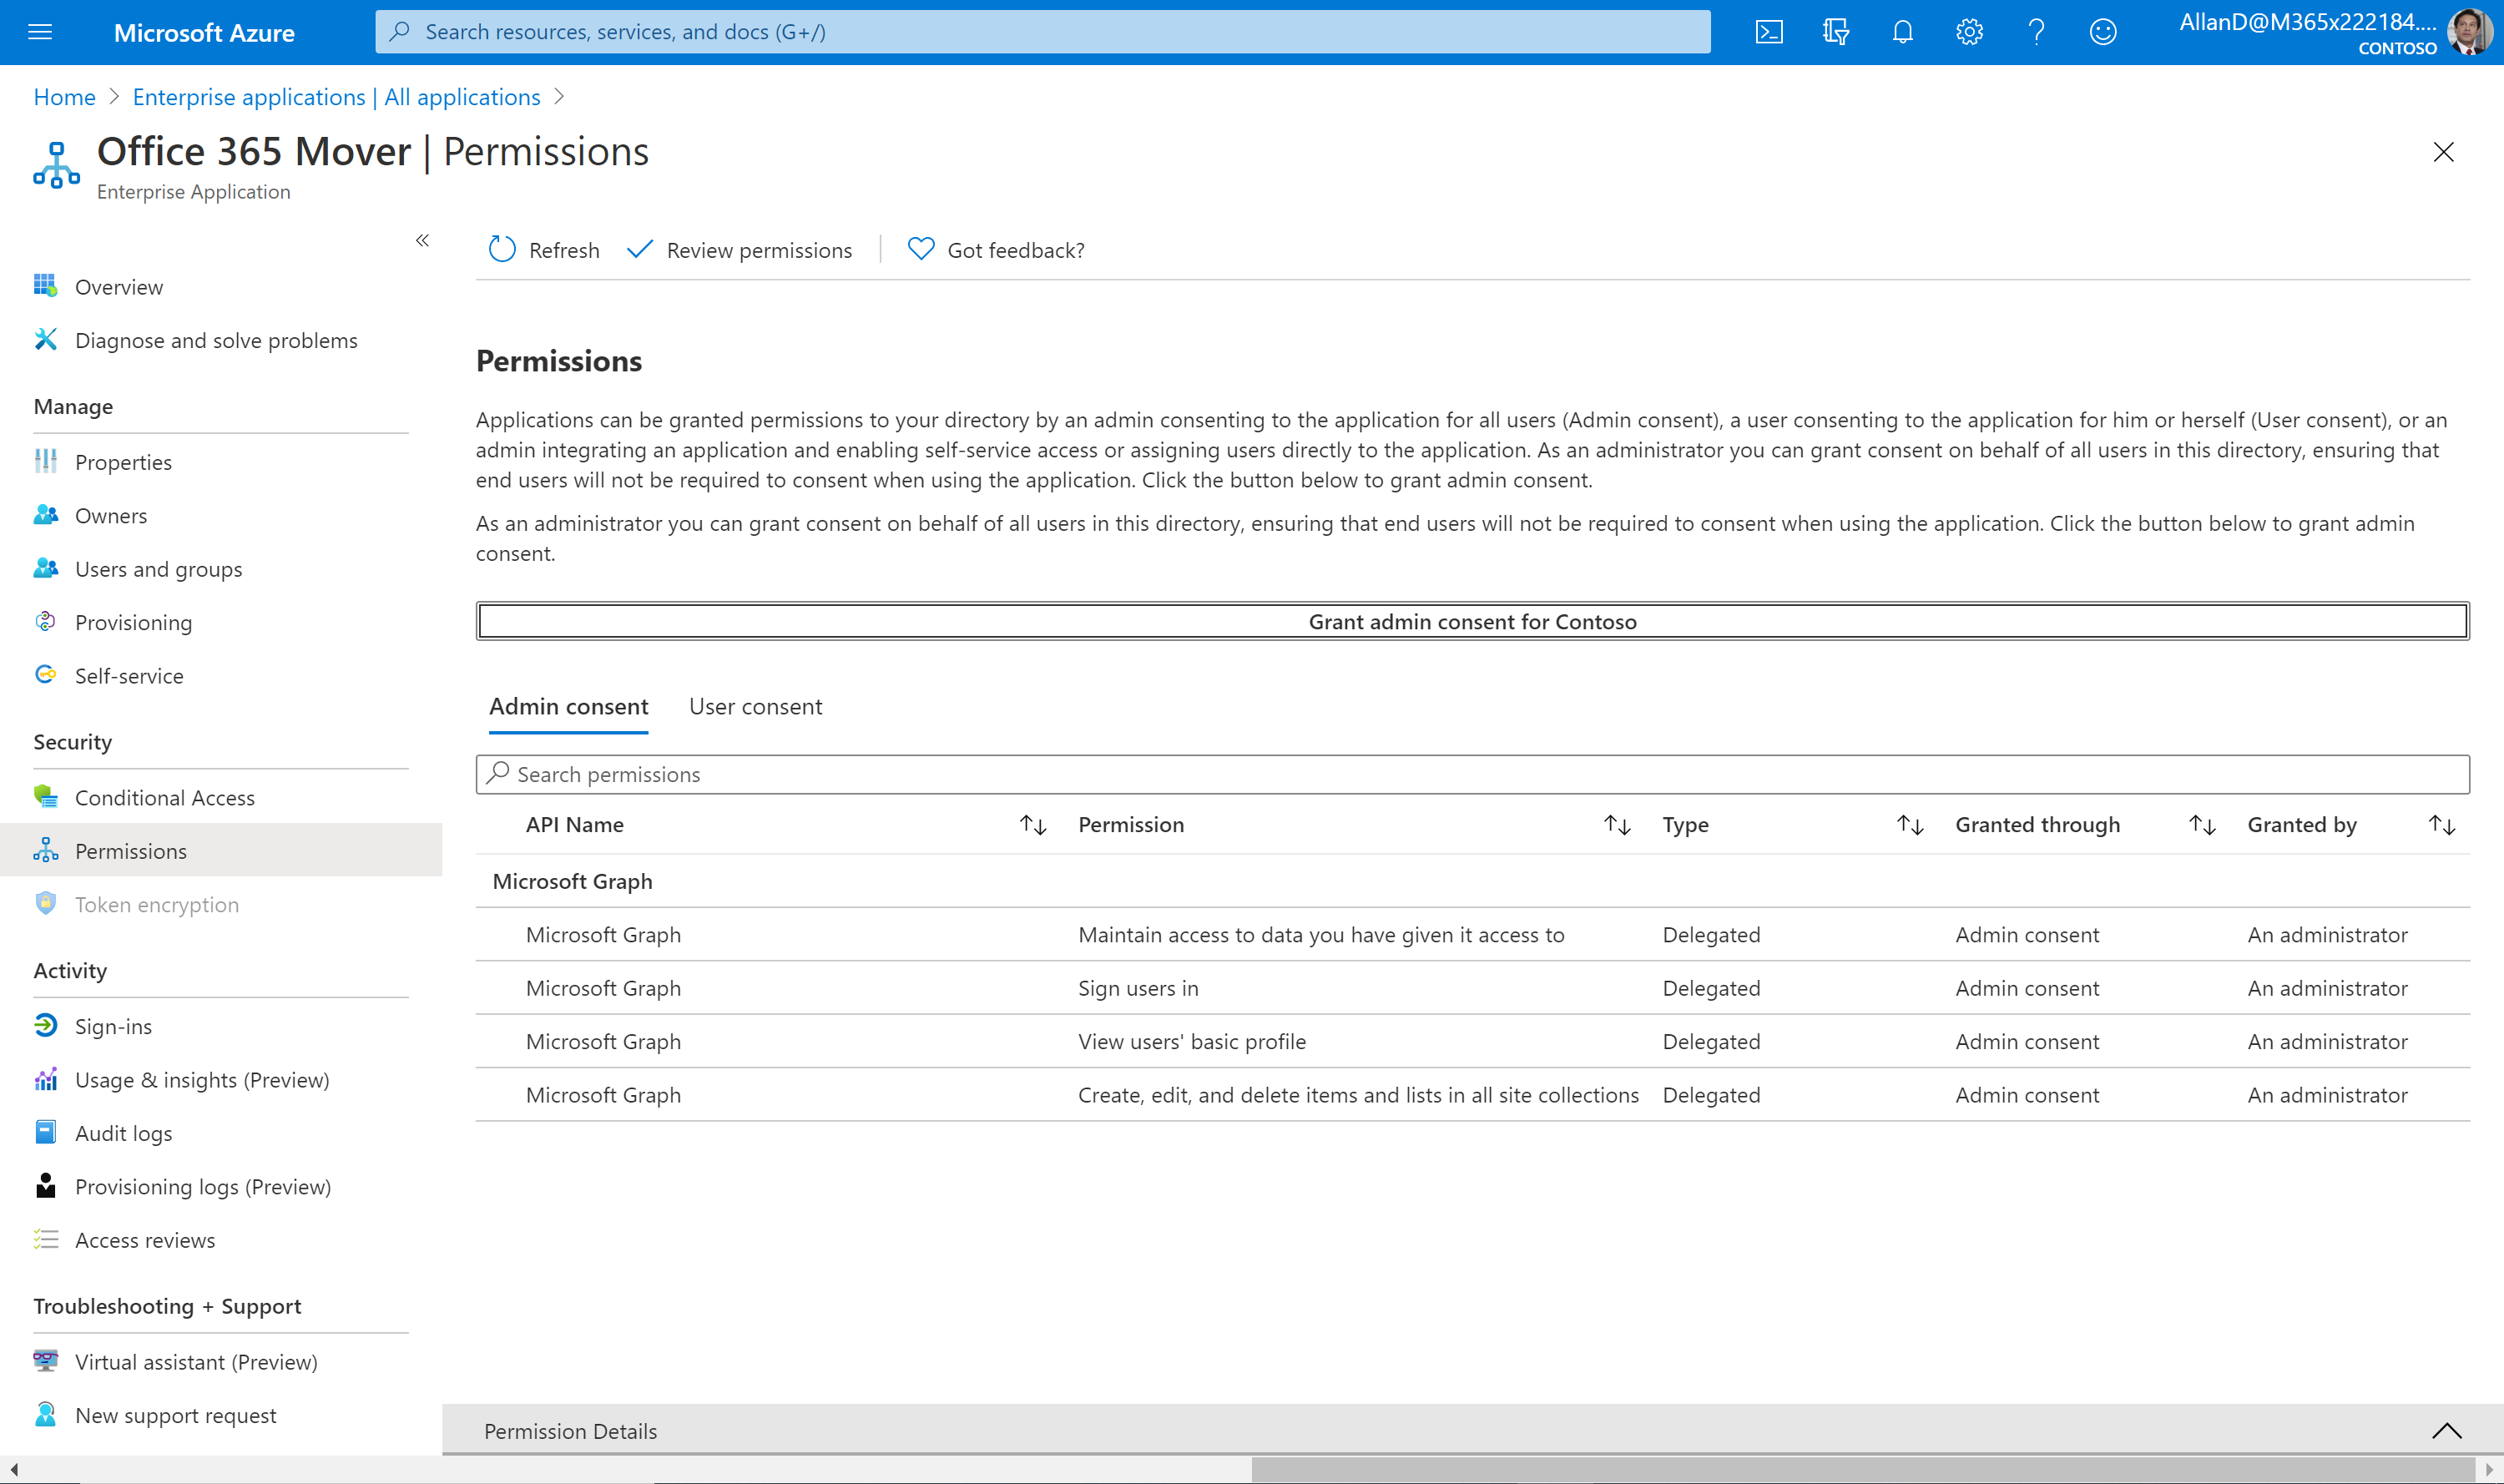 Microsoft Azure
Search resources, services, and docs (G+/)
AllanD@M365x222184....
CONTOSO
Home > Enterprise applications | All applications >
Office 365 Mover | Permissions
Enterprise Application
«
Refresh
Review permissions
Got feedback?
Overview
Diagnose and solve problems
Manage
Properties
Owners
Users and groups
Provisioning
Self-service
Security
Conditional Access
Permissions
Token encryption
Activity
Sign-ins
Usage & insights (Preview)
Audit logs
Provisioning logs (Preview)
Access reviews
Troubleshooting + Support
Virtual assistant (Preview)
New support request
Permissions
Applications can be granted permissions to your directory by an admin consenting to the application for all users (Admin consent), a user consenting to the application for him or herself (User consent), or an
admin integrating an application and enabling self-service access or assigning users directly to the application. As an administrator you can grant consent on behalf of all users in this directory, ensuring that
end users will not be required to consent when using the application. Click the button below to grant admin consent.
As an administrator you can grant consent on behalf of all users in this directory, ensuring that end users will not be required to consent when using the application. Click the button below to grant admin
consent.
Grant admin consent for Contoso
Admin consent User consent
Search permissions
API Name Permission Type Granted through Granted by
Microsoft Graph
Microsoft Graph Maintain access to data you have given it access to Delegated Admin consent An administrator
Microsoft Graph Sign users in Delegated Admin consent An administrator
Microsoft Graph View users' basic profile Delegated Admin consent An administrator
Microsoft Graph Create, edit, and delete items and lists in all site collections Delegated Admin consent An administrator
Permission Details